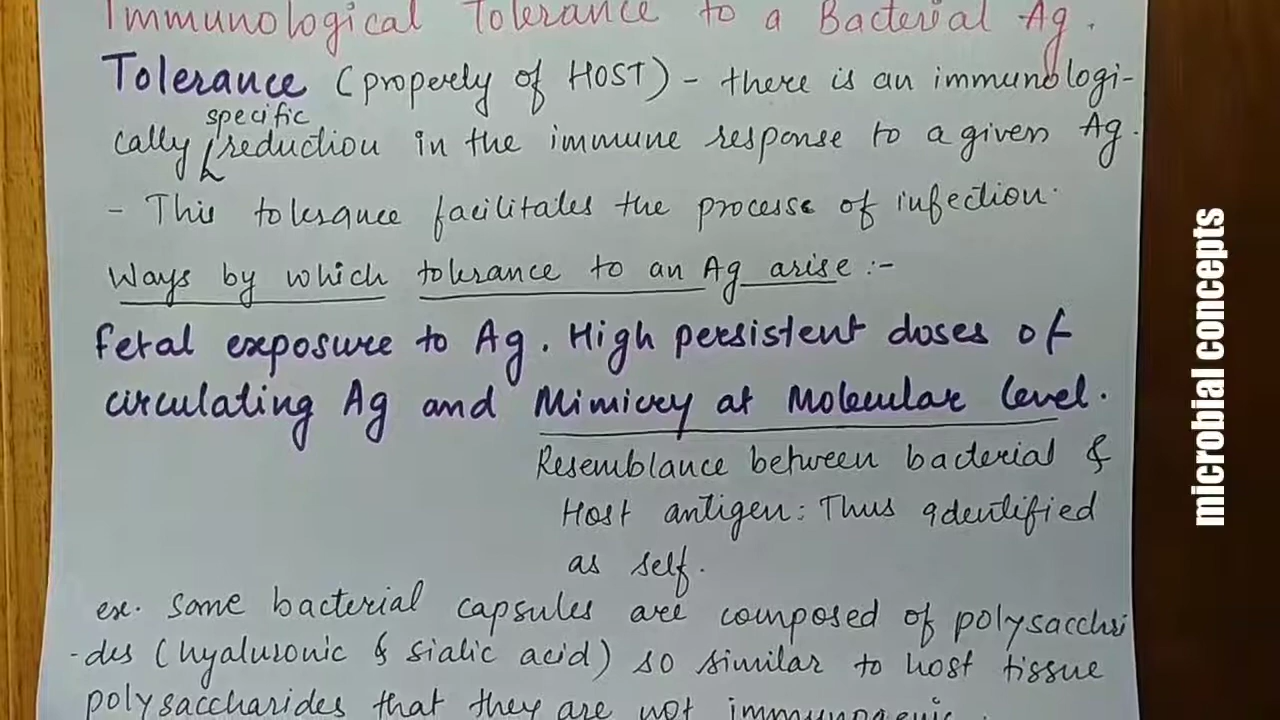 Immunological Tolerance to a Bacterial Ag.
Tolerance (property of HOST) - there is an immunologi-
specific
cally reduction in the immune response to a given Ag.
- This tolerance facilitates the process of infection.
Ways by which tolerance to an Ag arise :-
Fetal exposure to Ag. High persistent doses of
circulating Ag and Mimicry at Molecular level.
Resemblance between bacterial &
Host antigen: Thus identified
as self.
ex. Some bacterial capsules are composed of polysacchri
-des (hyaluronic & sialic acid) so similar to host tissue
polysaccharides that they are not immunogenic.
microbial concepts